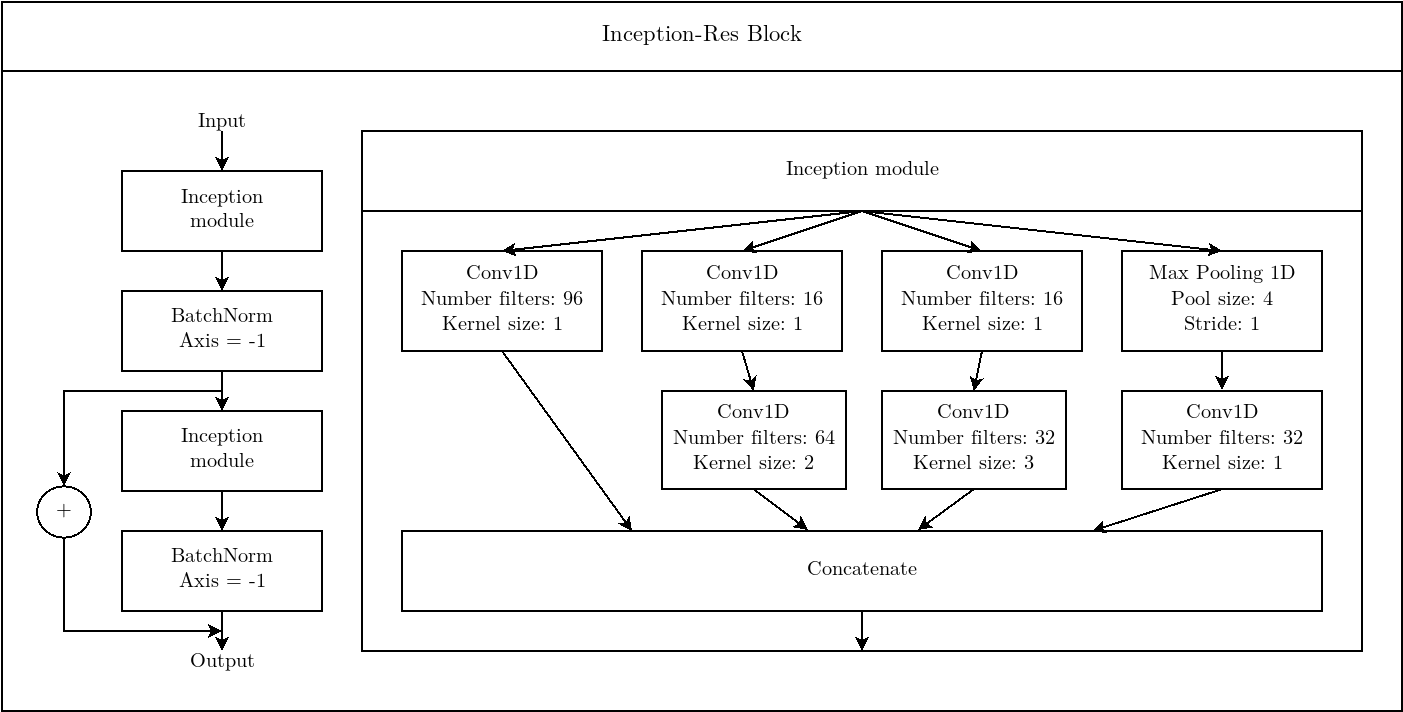 Inception-Res Block
Input
Inception
module
BatchNorm
Axis = -1
Inception
module
+
BatchNorm
Axis = -1
Output
Inception module
Conv1D
Number filters: 96
Kernel size: 1
Conv1D
Number filters: 16
Kernel size: 1
Conv1D
Number filters: 16
Kernel size: 1
Max Pooling 1D
Pool size: 4
Stride: 1
Conv1D
Number filters: 64
Kernel size: 2
Conv1D
Number filters: 32
Kernel size: 3
Conv1D
Number filters: 32
Kernel size: 1
Concatenate